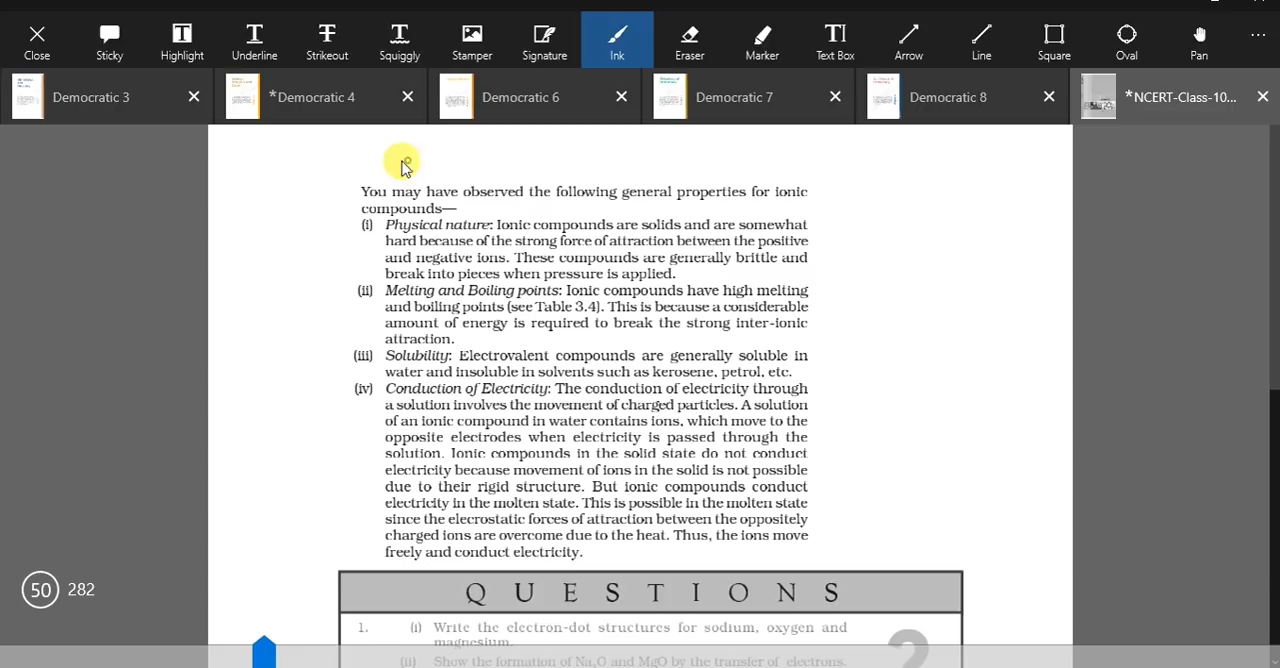 Close Sticky Highlight Underline Strikeout Squiggly Stamper Signature Ink Eraser Marker Text Box Arrow Line Square Oval Pan
Democratic 3 *Democratic 4 Democratic 6 Democratic 7 Democratic 8 *NCERT-Class-10...
You may have observed the following general properties for ionic
compounds—
(i) Physical nature: Ionic compounds are solids and are somewhat
hard because of the strong force of attraction between the positive
and negative ions. These compounds are generally brittle and
break into pieces when pressure is applied.
(ii) Melting and Boiling points: Ionic compounds have high melting
and boiling points (see Table 3.4). This is because a considerable
amount of energy is required to break the strong inter-ionic
attraction.
(iii) Solubility: Electrovalent compounds are generally soluble in
water and insoluble in solvents such as kerosene, petrol, etc.
(iv) Conduction of Electricity: The conduction of electricity through
a solution involves the movement of charged particles. A solution
of an ionic compound in water contains ions, which move to the
opposite electrodes when electricity is passed through the
solution. Ionic compounds in the solid state do not conduct
electricity because movement of ions in the solid is not possible
due to their rigid structure. But ionic compounds conduct
electricity in the molten state. This is possible in the molten state
since the elecrostatic forces of attraction between the oppositely
charged ions are overcome due to the heat. Thus, the ions move
freely and conduct electricity.
50 282
QUESTIONS
1. (i) Write the electron-dot structures for sodium, oxygen and
magnesium.
(ii) Show the formation of Na₂O and MgO by the transfer of electrons.
?